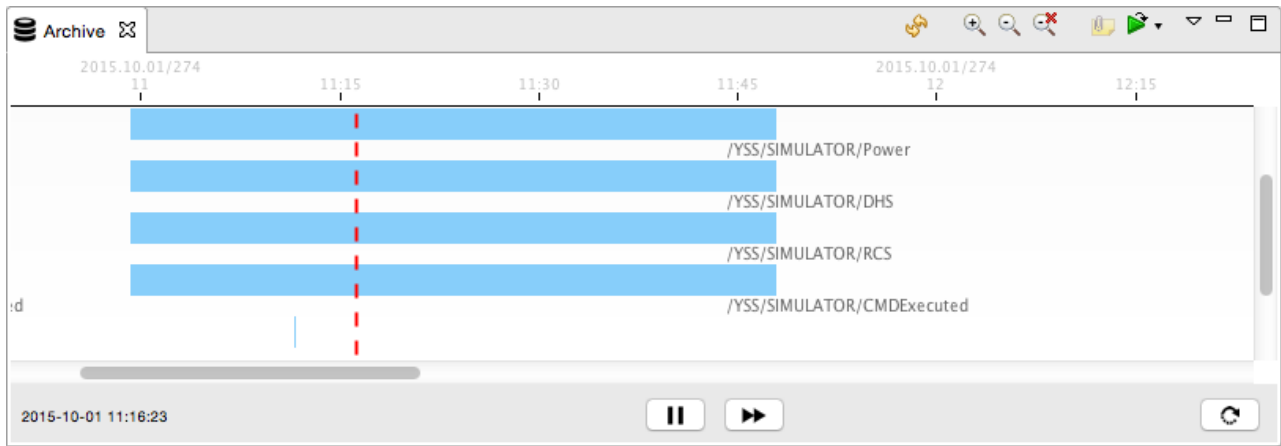 Archive
2015.10.01/274 2015.10.01/274
11 11:15 11:30 11:45 12 12:15
/YSS/SIMULATOR/Power
/YSS/SIMULATOR/DHS
/YSS/SIMULATOR/RCS
:d /YSS/SIMULATOR/CMDExecuted
2015-10-01 11:16:23